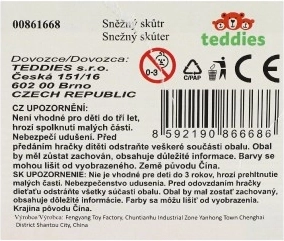 00861668
Sněžný skútr
Snežný skúter
teddies
Dovozce/Dovozca:
TEDDIES s.r.o.
Česká 151/16
602 00 Brno
CZECH REPUBLIC
0-3
C/PAP
CZ UPOZORNĚNÍ:
Není vhodné pro děti do tří let,
hrozí spolknutí malých částí.
Nebezpečí udušení. Před
předáním hračky dítěti odstraňte veškeré součásti obalu. Obal
by měl zůstat zachován, obsahuje důležité informace. Barvy se
mohou lišit od vyobrazeného. Země původu Čína.
8 592190 866686
SK UPOZORNENIE: Nie je vhodné pre deti do 3 rokov, hrozí prehltnutie
malých častí. Nebezpečenstvo udusenia. Pred odovzdaním hračky
dieťaťu odstráňte všetky súčasti obalu. Obal by mal zostať zachovaný,
obsahuje dôležité informácie. Farby sa môžu líšiť od vyobrazenia.
Krajina pôvodu Čína.
Výrobca/Výrobce: Fengyang Toy Factory, Chuntianhu Industrial Zone Yanhong Town Chenghai
District Shantou City, China